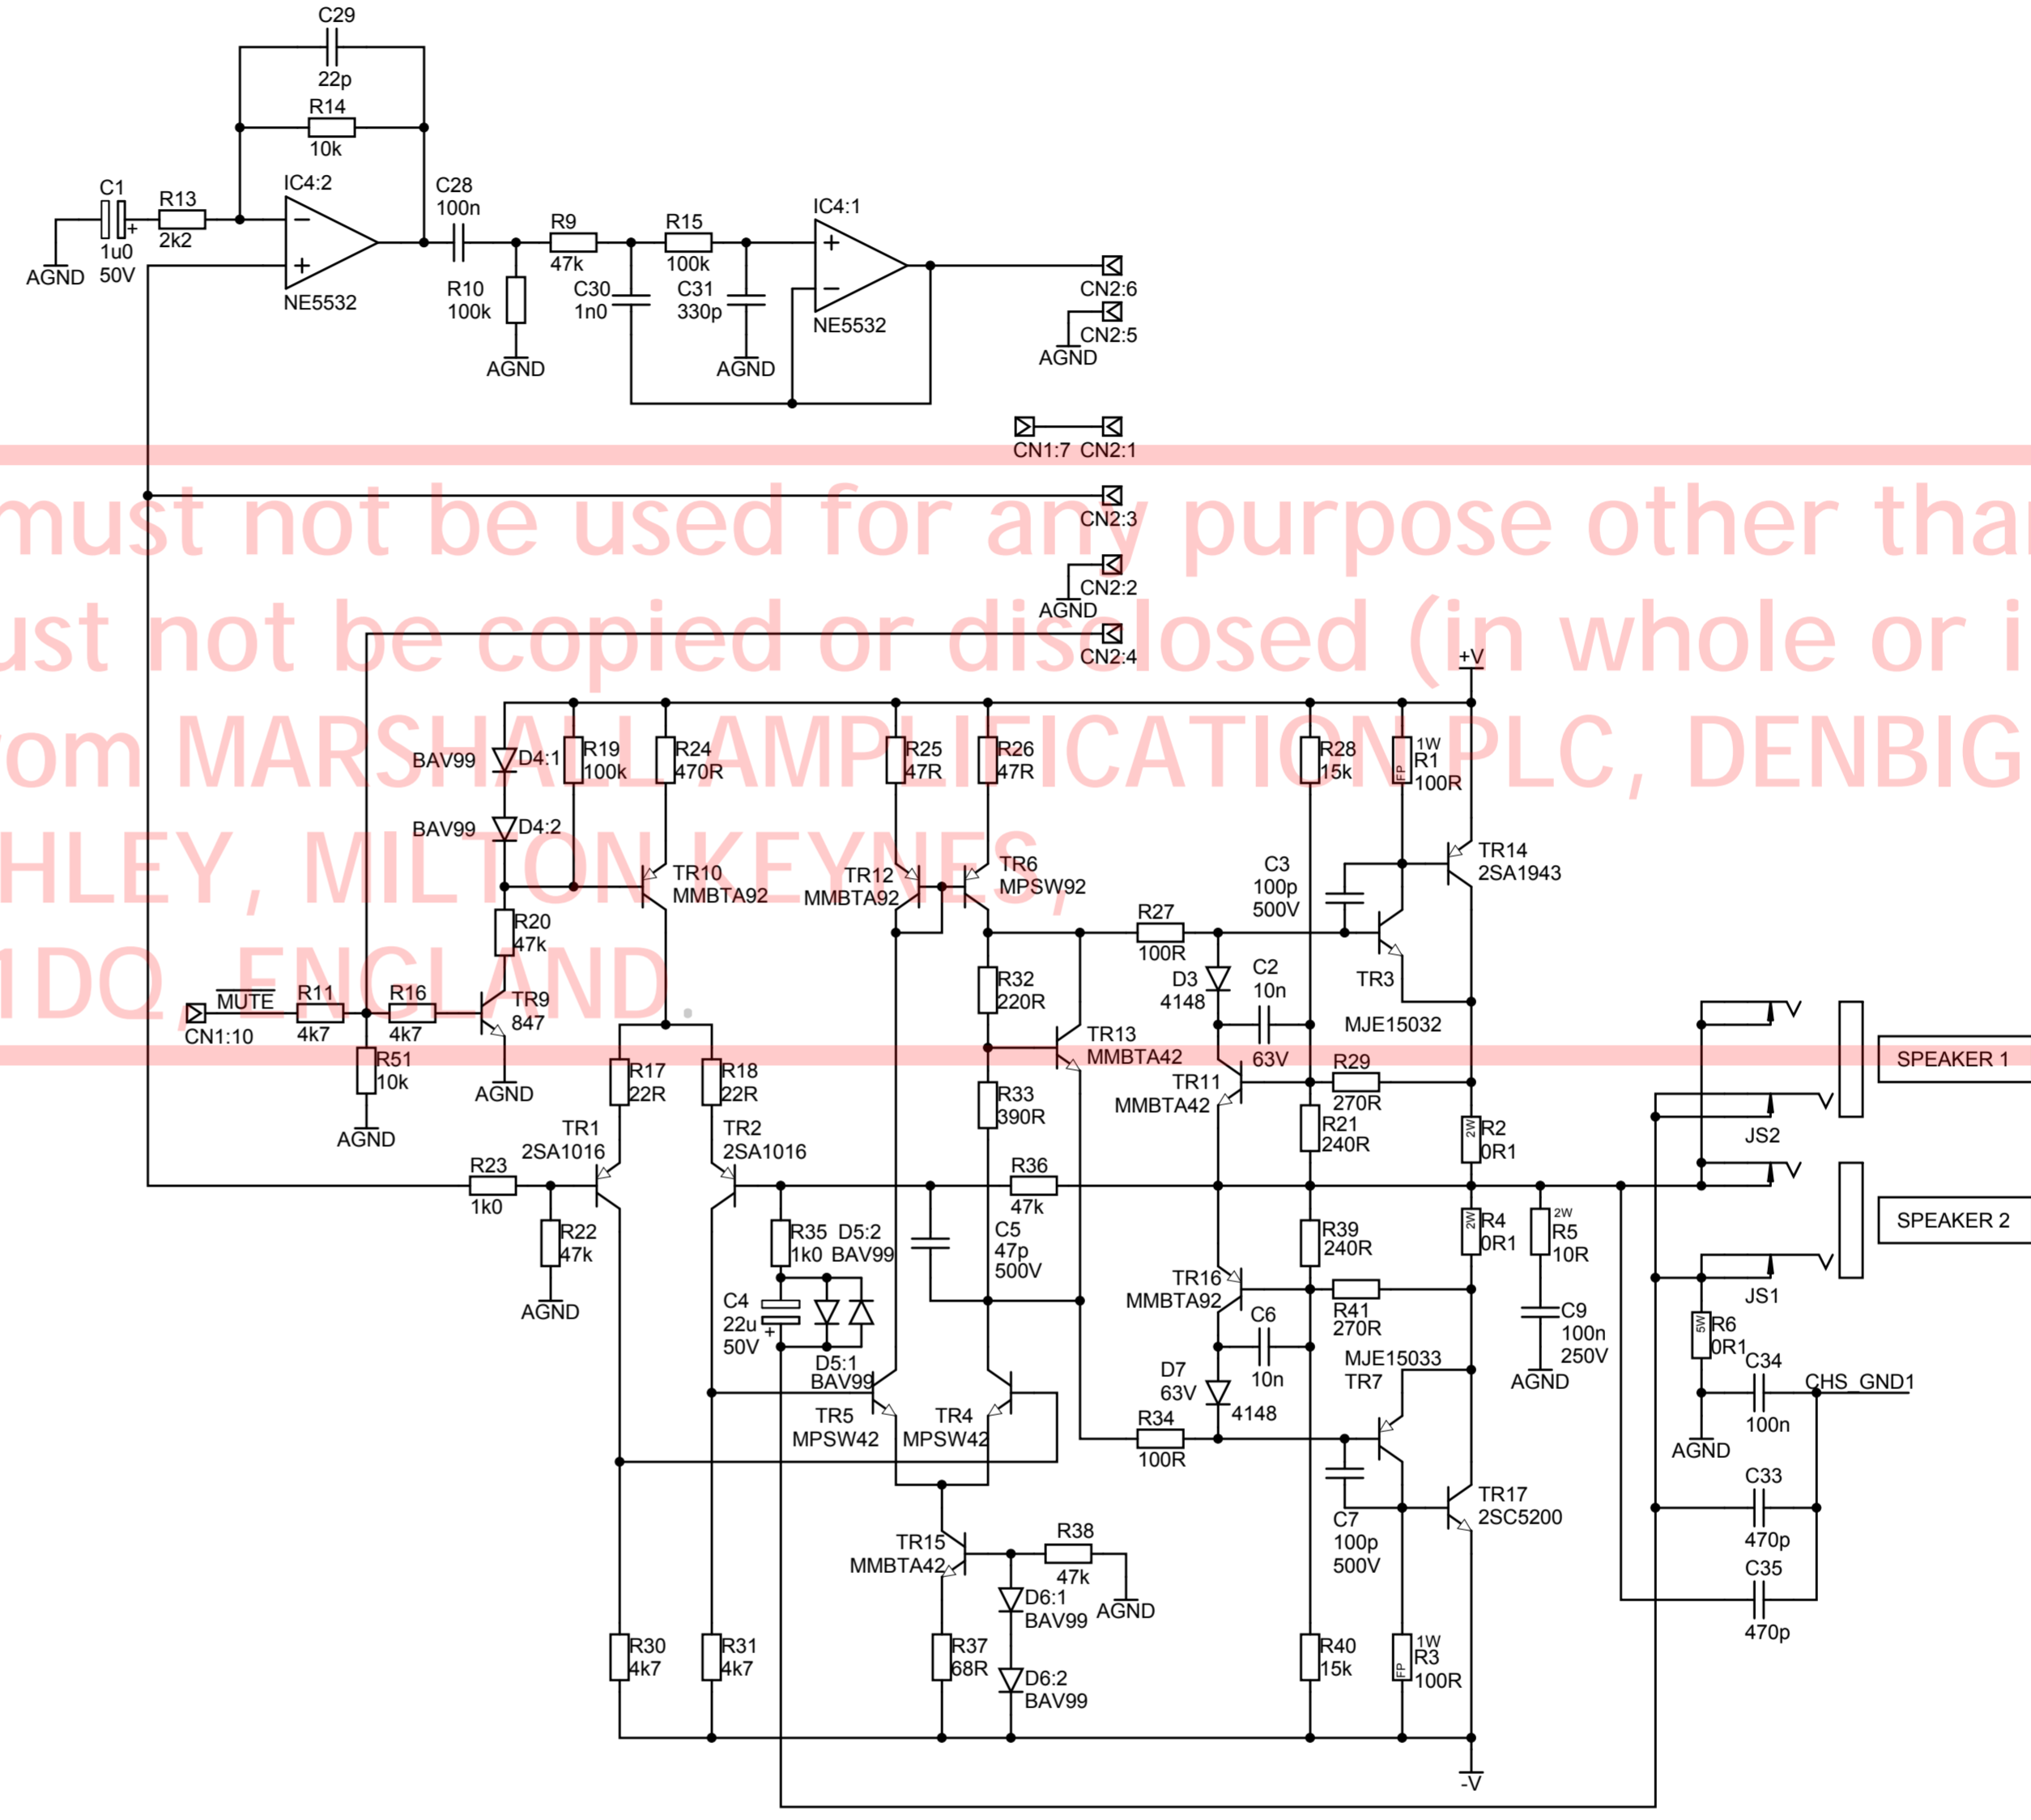 C29
22p
R14
10k
IC4:2
C1
1u0
50V
+
R13
2k2
AGND
NE5532
C28
100n
R10
100k
AGND
R9
47k
C30
1n0
R15
100k
C31
330p
AGND
IC4:1
NE5532
CN2:6
CN2:5
AGND
CN1:7 CN2:1
must not be used for any purpose other tha
CN2:3
CN2:2
AGND
ust not be copied or disclosed (in whole or i
CN2:4
+V
rom MARSHALL AMPLIFICATION PLC, DENBIG
HLEY, MILTON KEYNES,
1DQ, ENGLAND.
BAV99 D4:1
BAV99 D4:2
R19
100k
R24
470R
R25
47R
R26
47R
R28
15k
1W
R1
100R
FP
TR10
MMBTA92
TR12
MMBTA92
TR6
MPSW92
C3
100p
500V
TR14
2SA1943
R20
47k
R27
100R
D3
4148
C2
10n
63V
TR3
MJE15032
MUTE
CN1:10
R11
4k7
R16
4k7
TR9
847
AGND
R51
10k
AGND
R32
220R
TR13
MMBTA42
R33
390R
TR11
MMBTA42
R29
270R
R21
240R
2W
R2
0R1
R17
22R
R18
22R
TR1
2SA1016
TR2
2SA1016
R23
1k0
R22
47k
AGND
R36
47k
R35
1k0
D5:2
BAV99
C5
47p
500V
C4
22u
50V
+
D5:1
BAV99
R39
240R
2W
R4
0R1
2W
R5
10R
C9
100n
250V
AGND
TR16
MMBTA92
R41
270R
C6
10n
D7
63V
4148
MJE15033
TR7
TR5
MPSW42
TR4
MPSW42
R34
100R
C7
100p
500V
TR17
2SC5200
TR15
MMBTA42
R38
47k
AGND
D6:1
BAV99
D6:2
BAV99
R30
4k7
R31
4k7
R37
68R
R40
15k
1W
R3
100R
FP
-V
SPEAKER 1
JS2
SPEAKER 2
JS1
5W
R6
0R1
AGND
C34
100n
CHS_GND1
C33
470p
C35
470p